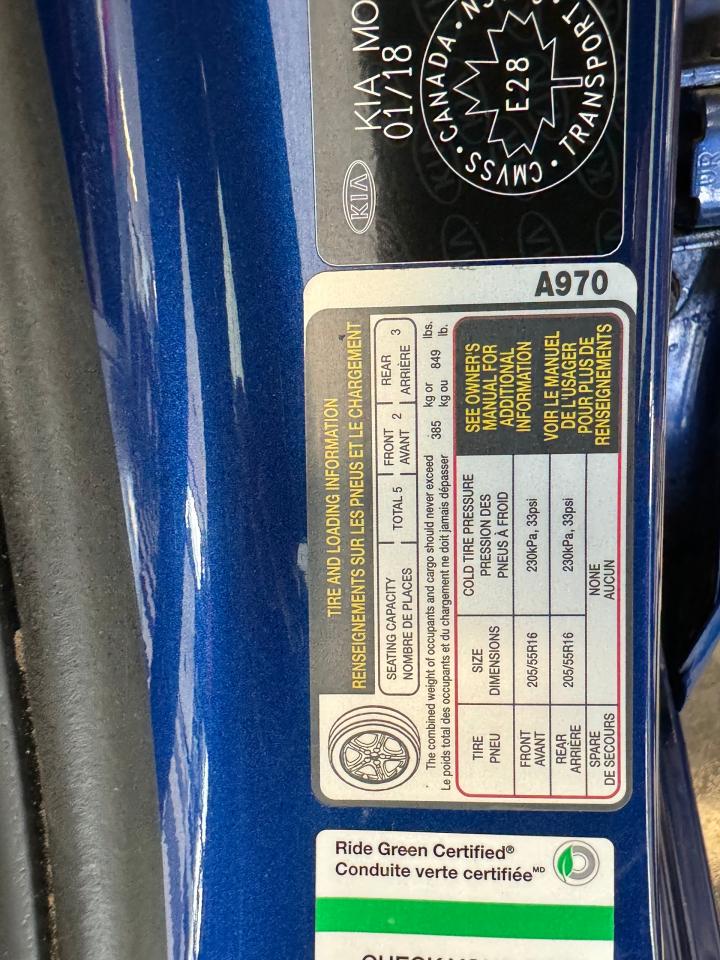 KIA MO
01/18
KIA
CMVSS • CANADA • NS
TRANSPORT •
E28
A970
TIRE AND LOADING INFORMATION
RENSEIGNEMENTS SUR LES PNEUS ET LE CHARGEMENT
SEATING CAPACITY TOTAL 5 FRONT 2 REAR 3
NOMBRE DE PLACES AVANT ARRIÈRE
The combined weight of occupants and cargo should never exceed 385 kg or 849 lbs.
Le poids total des occupants et du chargement ne doit jamais dépasser kg ou lb.
TIRE SIZE COLD TIRE PRESSURE
PNEU DIMENSIONS PRESSION DES
PNEUS À FROID
FRONT 205/55R16 230kPa, 33psi
AVANT
REAR 205/55R16 230kPa, 33psi
ARRIÈRE
SPARE NONE
DE SECOURS AUCUN
SEE OWNER'S
MANUAL FOR
ADDITIONAL
INFORMATION
VOIR LE MANUEL
DE L'USAGER
POUR PLUS DE
RENSEIGNEMENTS
Ride Green Certified®
Conduite verte certifiée MD